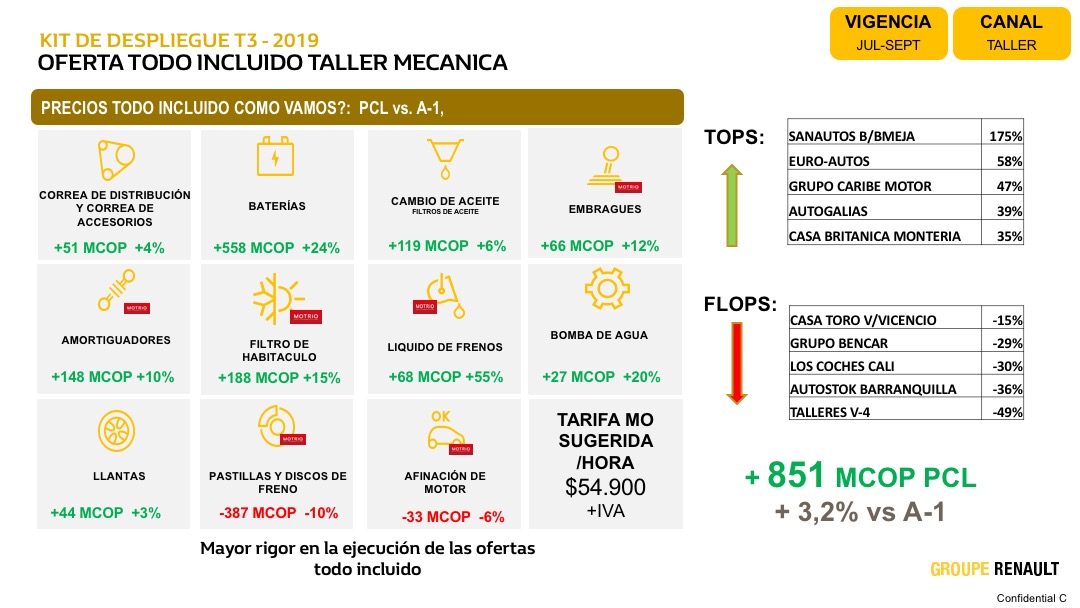 KIT DE DESPLIEGUE T3 - 2019
OFERTA TODO INCLUIDO TALLER MECANICA
VIGENCIA
JUL-SEPT
CANAL
TALLER
PRECIOS TODO INCLUIDO COMO VAMOS?: PCL vs. A-1,
CORREA DE DISTRIBUCIÓN
Y CORREA DE
ACCESORIOS
+51 MCOP +4%
BATERÍAS
+558 MCOP +24%
CAMBIO DE ACEITE
FILTROS DE ACEITE
+119 MCOP +6%
MOTRIO
EMBRAGUES
+66 MCOP +12%
MOTRIO
AMORTIGUADORES
+148 MCOP +10%
MOTRIO
FILTRO DE
HABITACULO
+188 MCOP +15%
MOTRIO
LIQUIDO DE FRENOS
+68 MCOP +55%
BOMBA DE AGUA
+27 MCOP +20%
LLANTAS
+44 MCOP +3%
MOTRIO
PASTILLAS Y DISCOS DE
FRENO
-387 MCOP -10%
OK
MOTRIO
AFINACIÓN DE
MOTOR
-33 MCOP -6%
TARIFA MO
SUGERIDA
/HORA
$54.900
+IVA
Mayor rigor en la ejecución de las ofertas
todo incluido
TOPS:
SANAUTOS B/BMEJA 175%
EURO-AUTOS 58%
GRUPO CARIBE MOTOR 47%
AUTOGALIAS 39%
CASA BRITANICA MONTERIA 35%
FLOPS:
CASA TORO V/VICENCIO -15%
GRUPO BENCAR -29%
LOS COCHES CALI -30%
AUTOSTOK BARRANQUILLA -36%
TALLERES V-4 -49%
+ 851 MCOP PCL
+ 3,2% vs A-1
GROUPE RENAULT
Confidential C